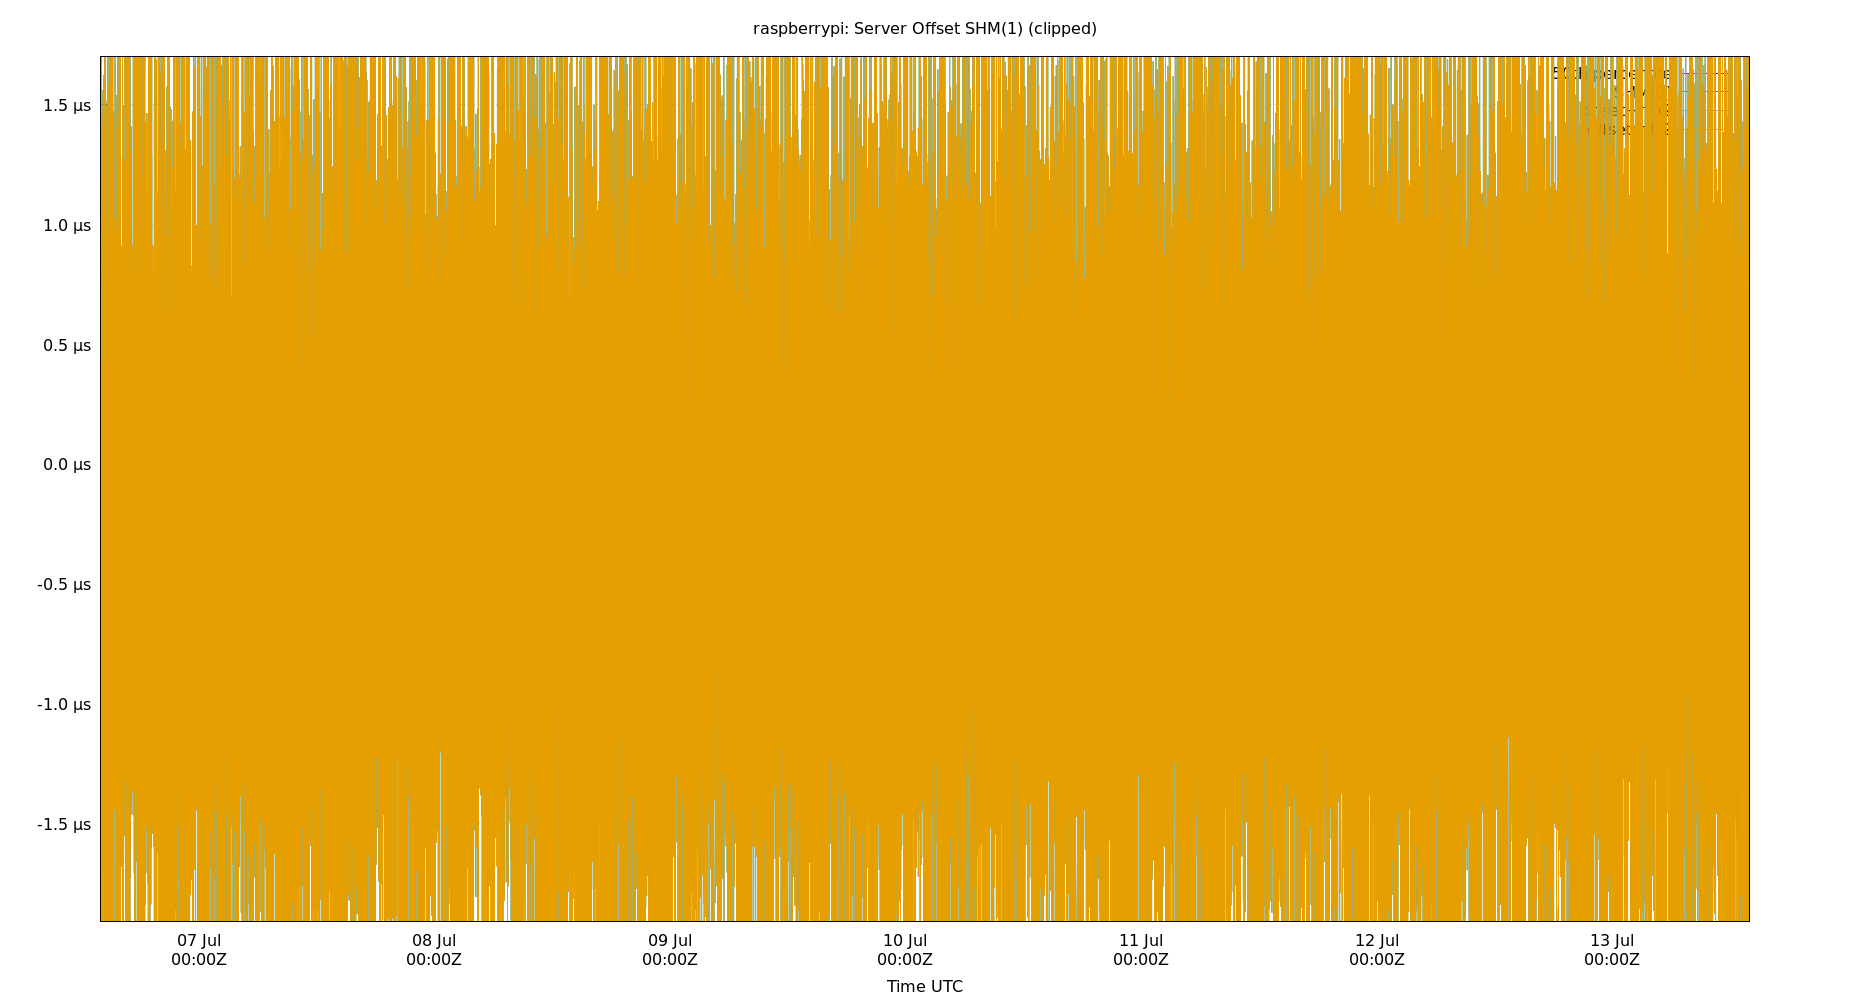 raspberrypi: Server Offset SHM(1) (clipped)
1.5 µs
1.0 µs
0.5 µs
0.0 µs
-0.5 µs
-1.0 µs
-1.5 µs
07 Jul 08 Jul 09 Jul 10 Jul 11 Jul 12 Jul 13 Jul
00:00Z 00:00Z 00:00Z 00:00Z 00:00Z 00:00Z 00:00Z
Time UTC